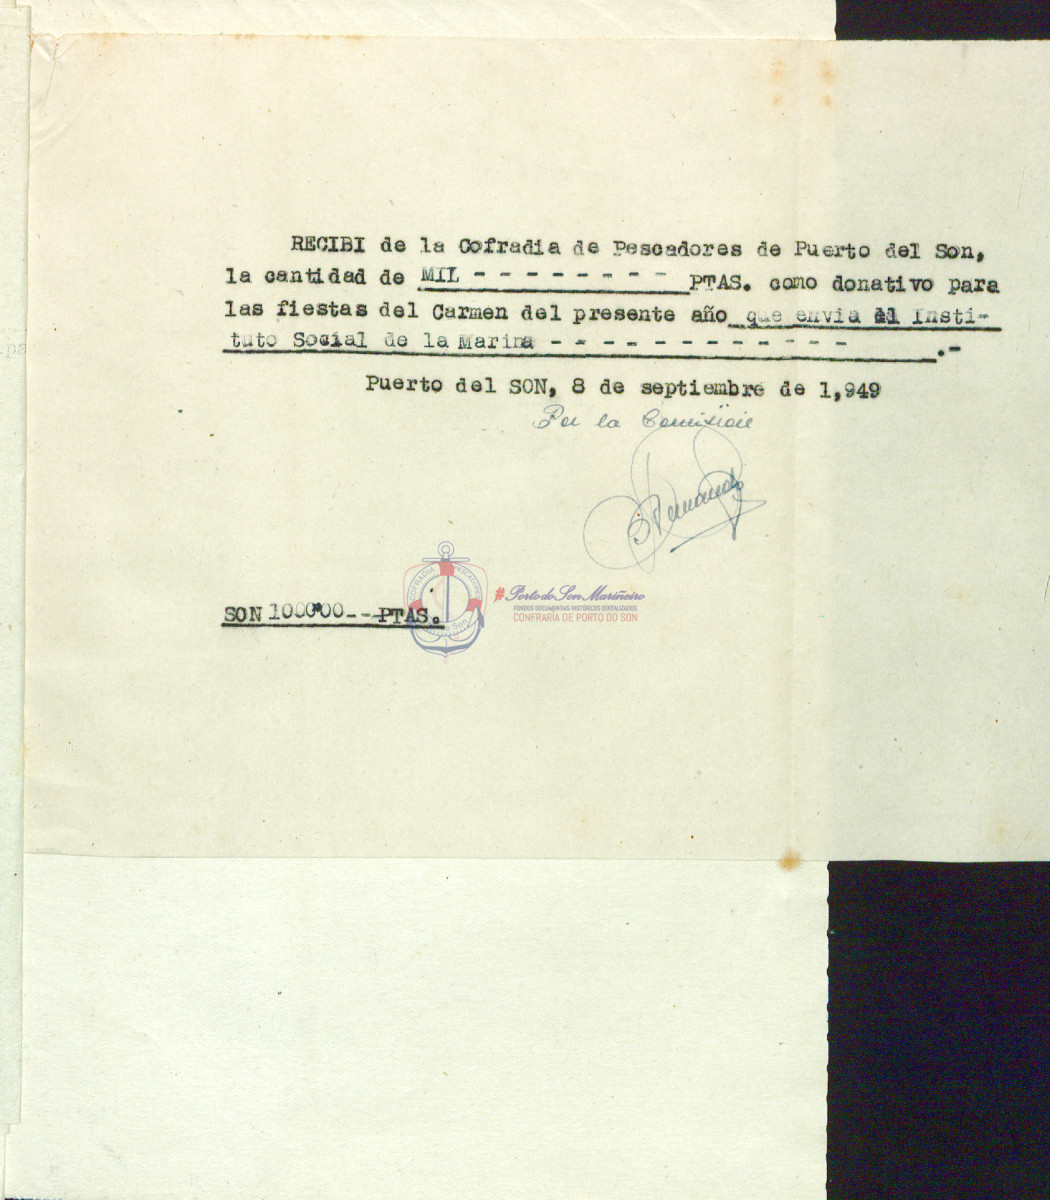 RECIBI de la Cofradia de Pescadores de Puerto del Son,
la cantidad de MIL - - - - - - - - PTAS. como donativo para
las fiestas del Carmen del presente año que envia el Insti-
tuto Social de la Marina - - - - - - - - - - - - .-
Puerto del SON, 8 de septiembre de 1,949
Por la Comisión
SON 1000'00_ _ _PTAS.
#Porto do Son Mariñeiro
FONDOS DOCUMENTAIS HISTÓRICOS DIXITALIZADOS
CONFRARÍA DE PORTO DO SON